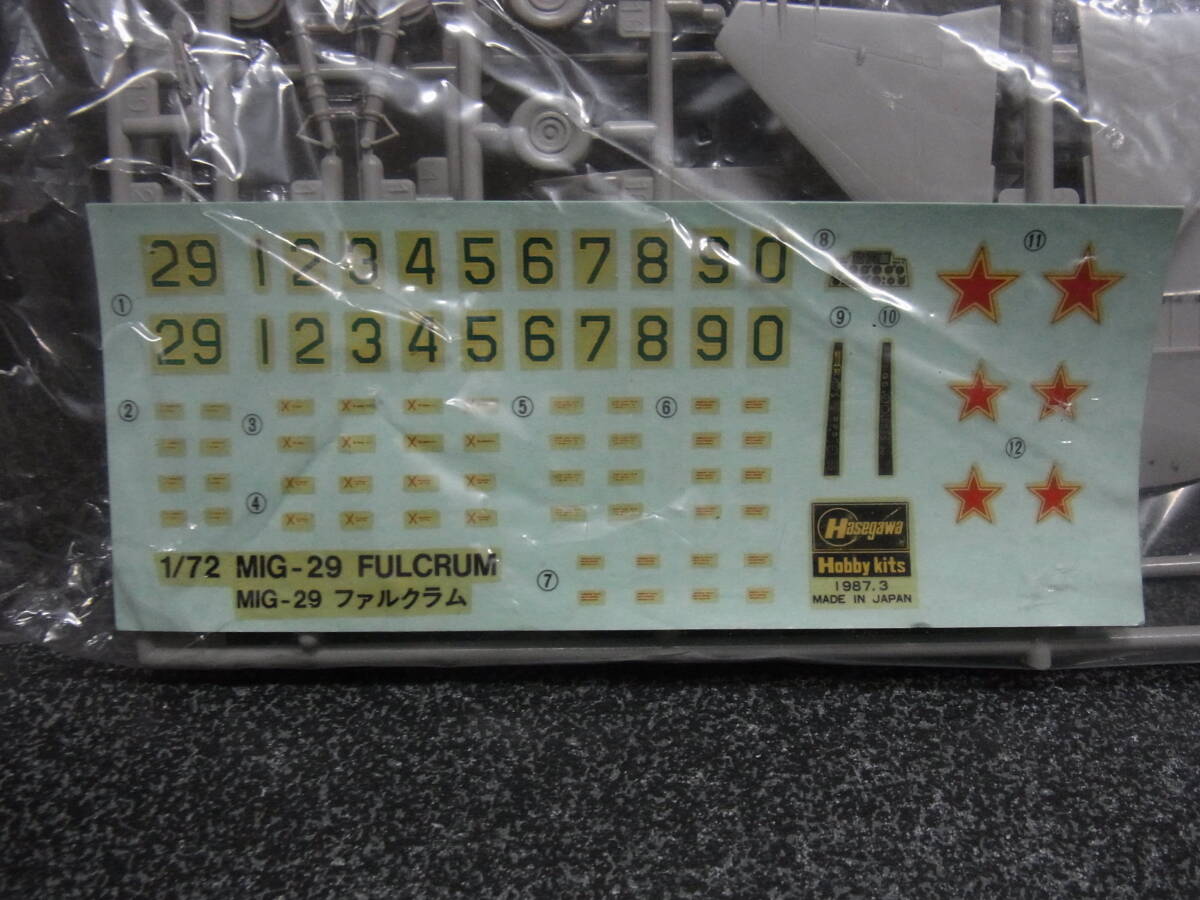 29 1 2 3 4 5 6 7 8 9 0
①
29 1 2 3 4 5 6 7 8 9 0
②
③
④
⑤
⑥
⑦
⑧
⑨ ⑩
⑪
⑫
1/72 MIG-29 FULCRUM
MIG-29 ファルクラム
Hasegawa
Hobby kits
1987.3
MADE IN JAPAN